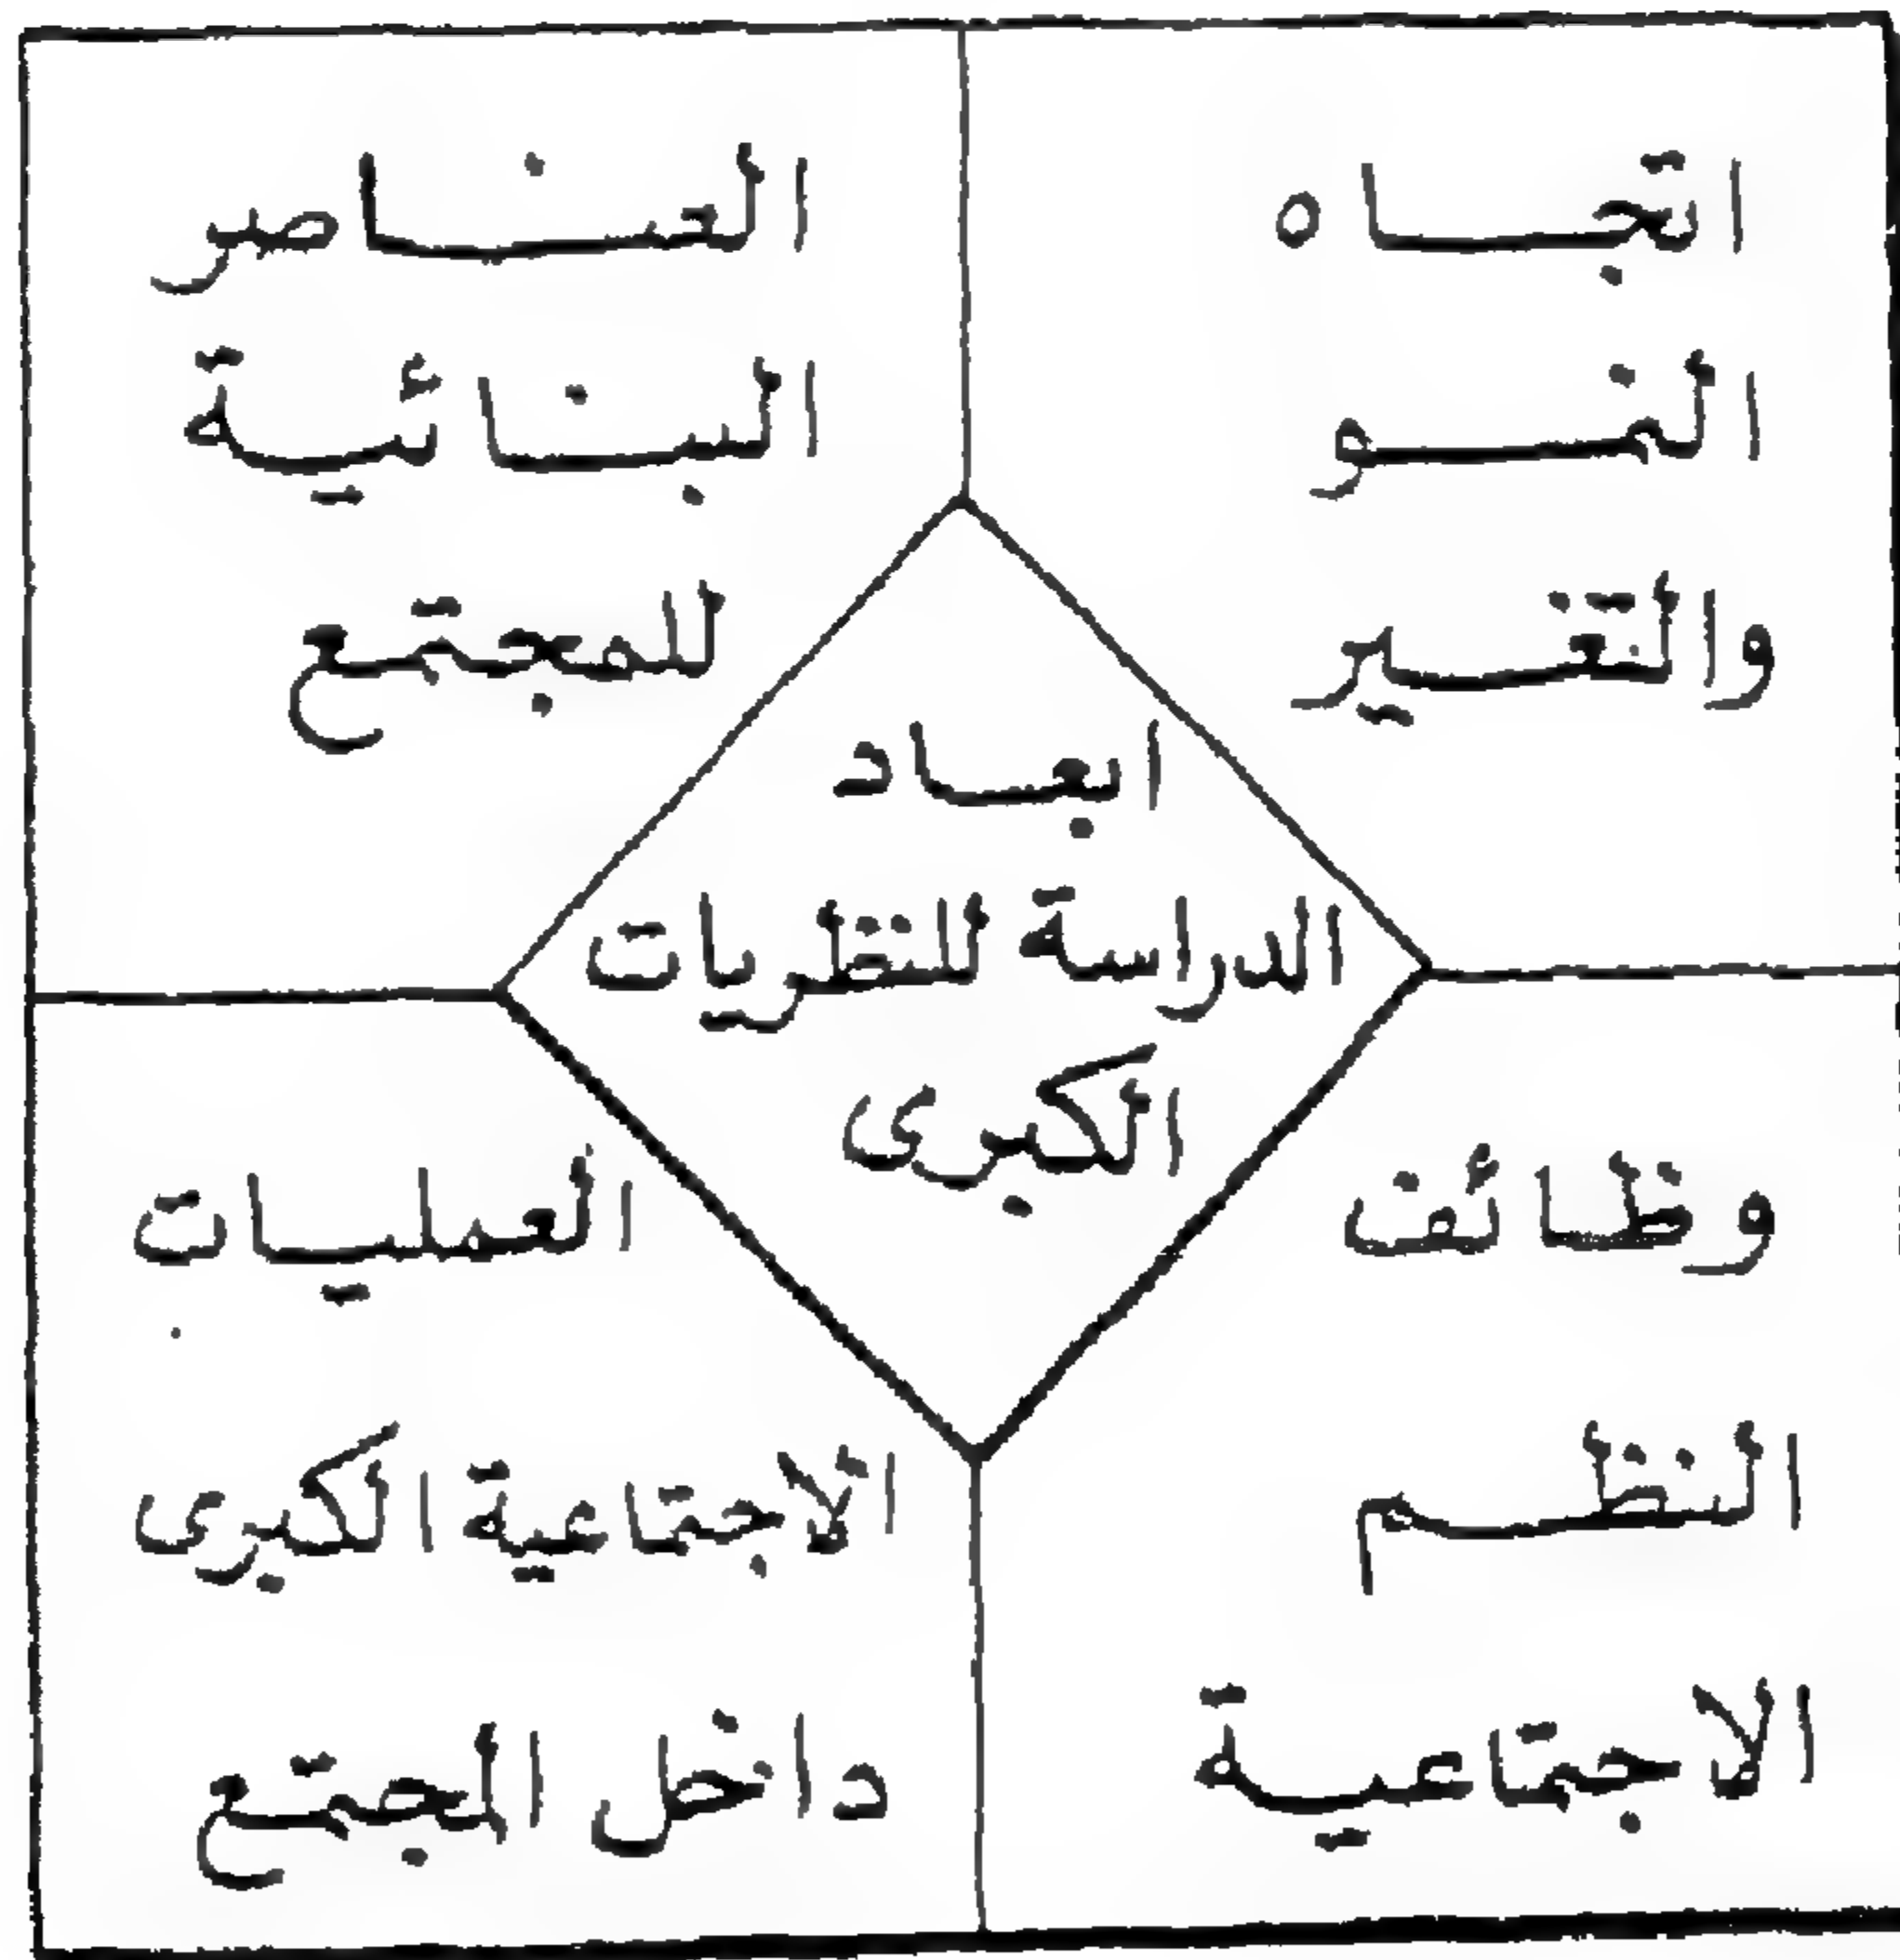 اتجاه
النمو
والتغير
العناصر
البنائية
للمجتمع
ابعاد
الدراسة للنظريات
الكبرى
وظائف
النظم
الاجتماعية
العمليات
الاجتماعية الكبرى
داخل المجتمع